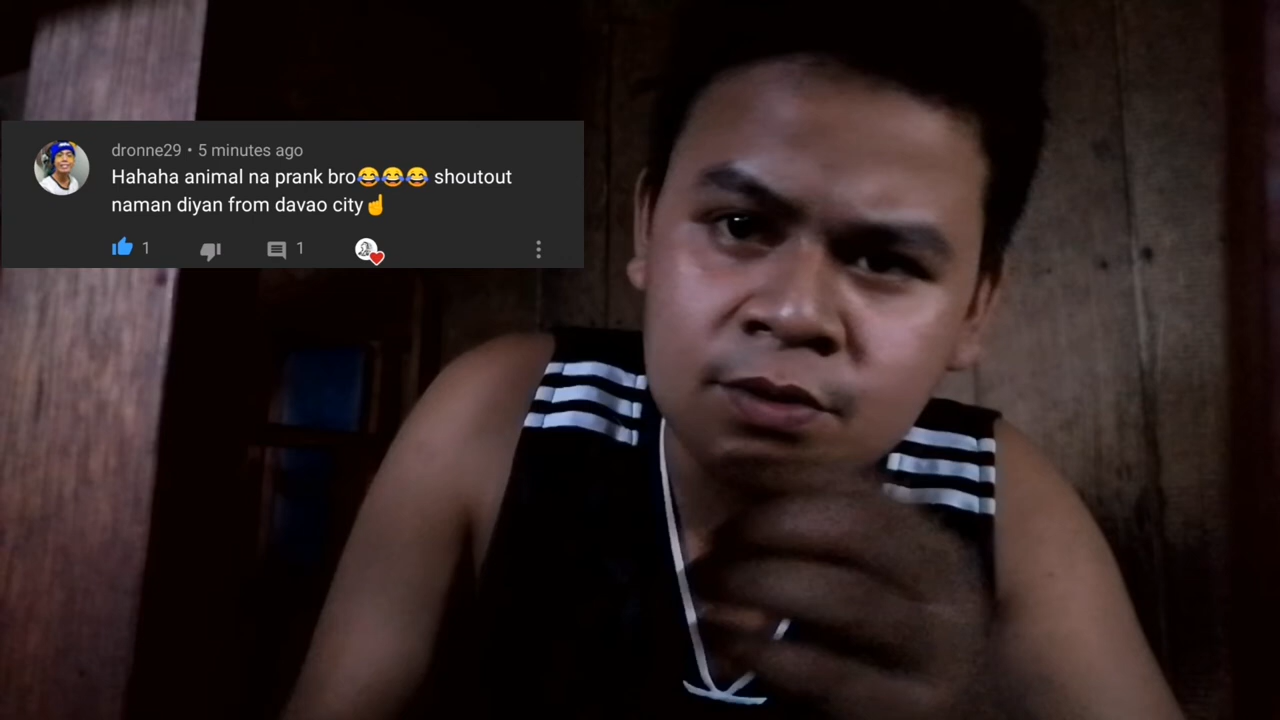 dronne29 • 5 minutes ago
Hahaha animal na prank bro😂😂😂 shoutout
naman diyan from davao city☝
1
1